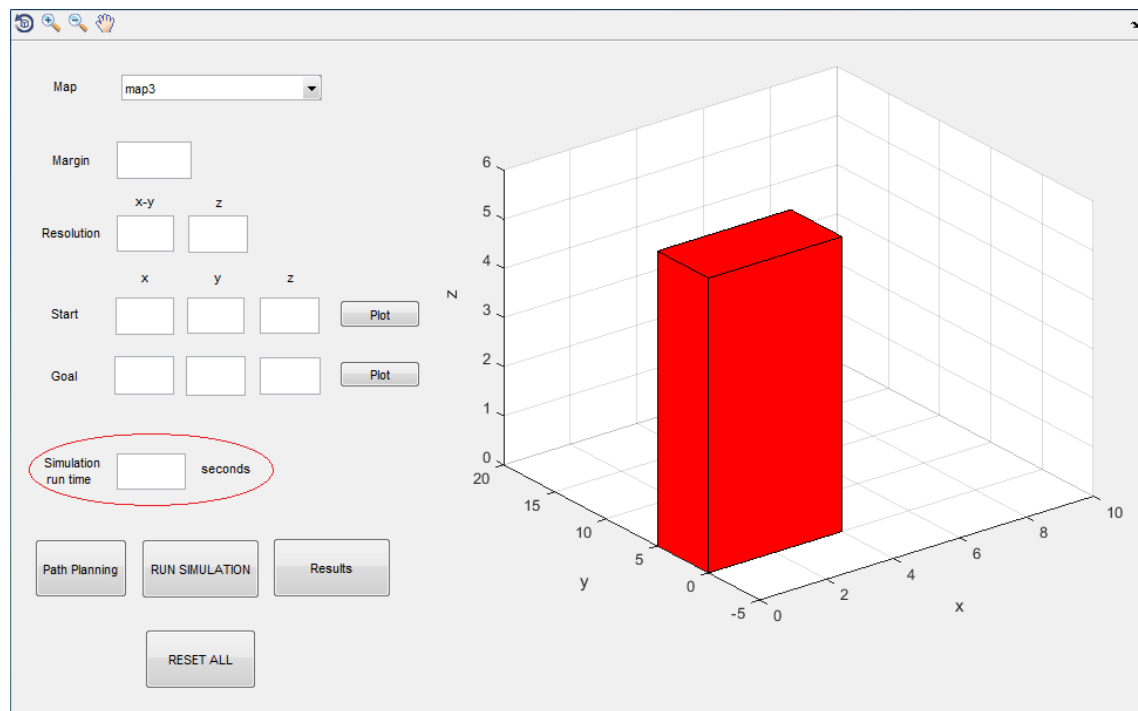 Map
map3
Margin
x-y z
Resolution
x y z
Start
Plot
Goal
Plot
Simulation
run time
seconds
Path Planning
RUN SIMULATION
Results
RESET ALL
6
5
4
3
2
1
0
z
20
15
10
5
0
-5
y
0
2
4
6
8
10
x